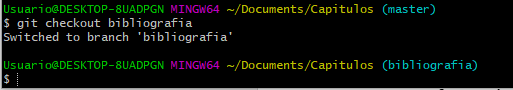 Usuario@DESKTOP-8UADPGN MINGW64 ~/Documents/Capitulos (master)
$ git checkout bibliografia
Switched to branch 'bibliografia'
Usuario@DESKTOP-8UADPGN MINGW64 ~/Documents/Capitulos (bibliografia)
$